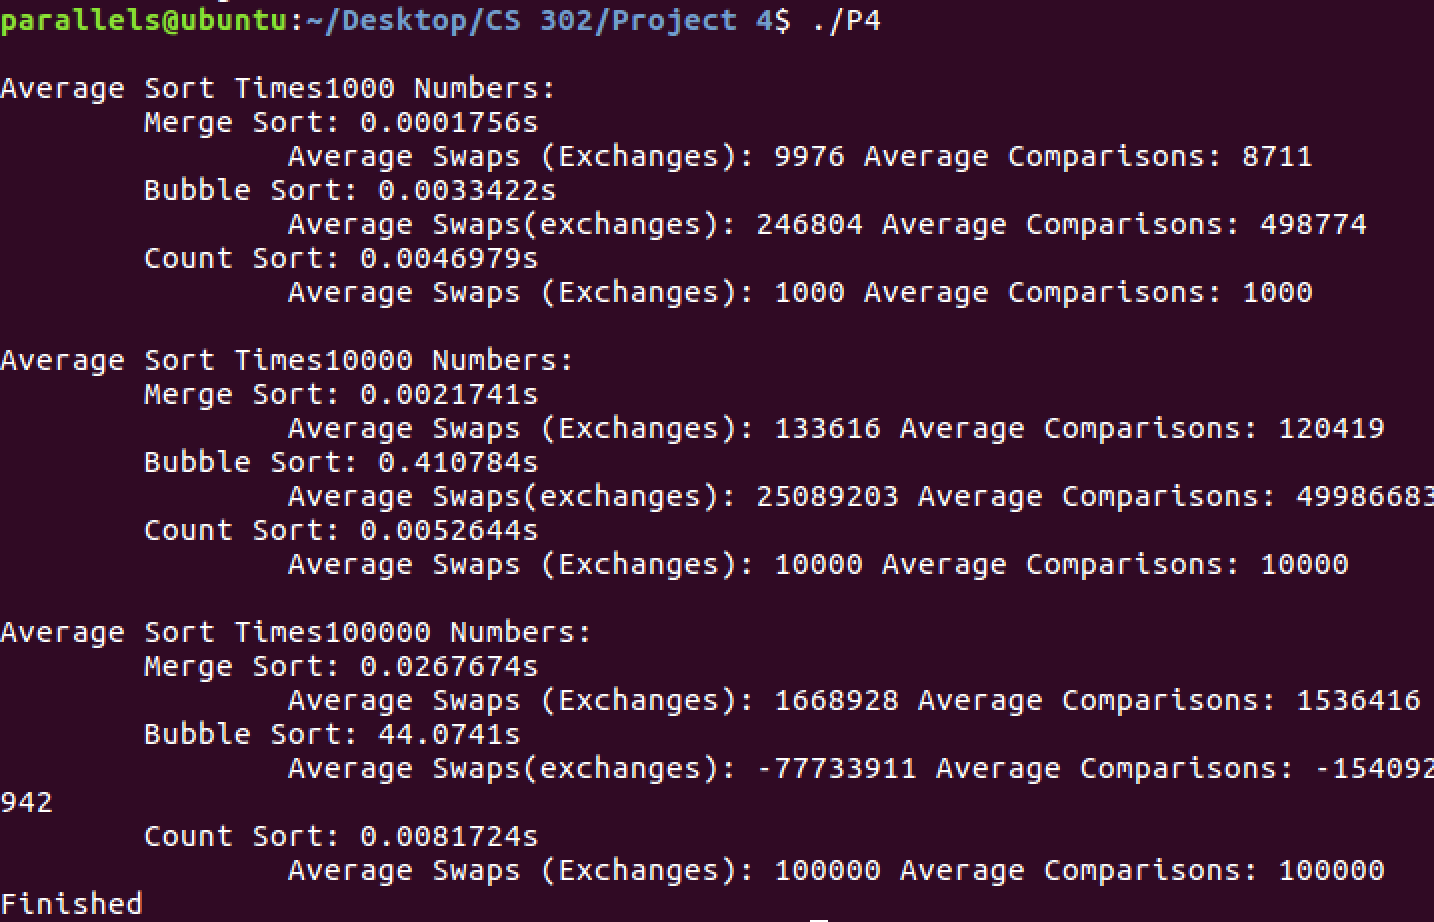 parallels@ubuntu:~/Desktop/CS 302/Project 4$ ./P4
Average Sort Times1000 Numbers:
Merge Sort: 0.0001756s
Average Swaps (Exchanges): 9976 Average Comparisons: 8711
Bubble Sort: 0.0033422s
Average Swaps(exchanges): 246804 Average Comparisons: 498774
Count Sort: 0.0046979s
Average Swaps (Exchanges): 1000 Average Comparisons: 1000
Average Sort Times10000 Numbers:
Merge Sort: 0.0021741s
Average Swaps (Exchanges): 133616 Average Comparisons: 120419
Bubble Sort: 0.410784s
Average Swaps(exchanges): 25089203 Average Comparisons: 49986683
Count Sort: 0.0052644s
Average Swaps (Exchanges): 10000 Average Comparisons: 10000
Average Sort Times100000 Numbers:
Merge Sort: 0.0267674s
Average Swaps (Exchanges): 1668928 Average Comparisons: 1536416
Bubble Sort: 44.0741s
Average Swaps(exchanges): -77733911 Average Comparisons: -154092
942
Count Sort: 0.0081724s
Average Swaps (Exchanges): 100000 Average Comparisons: 100000
Finished